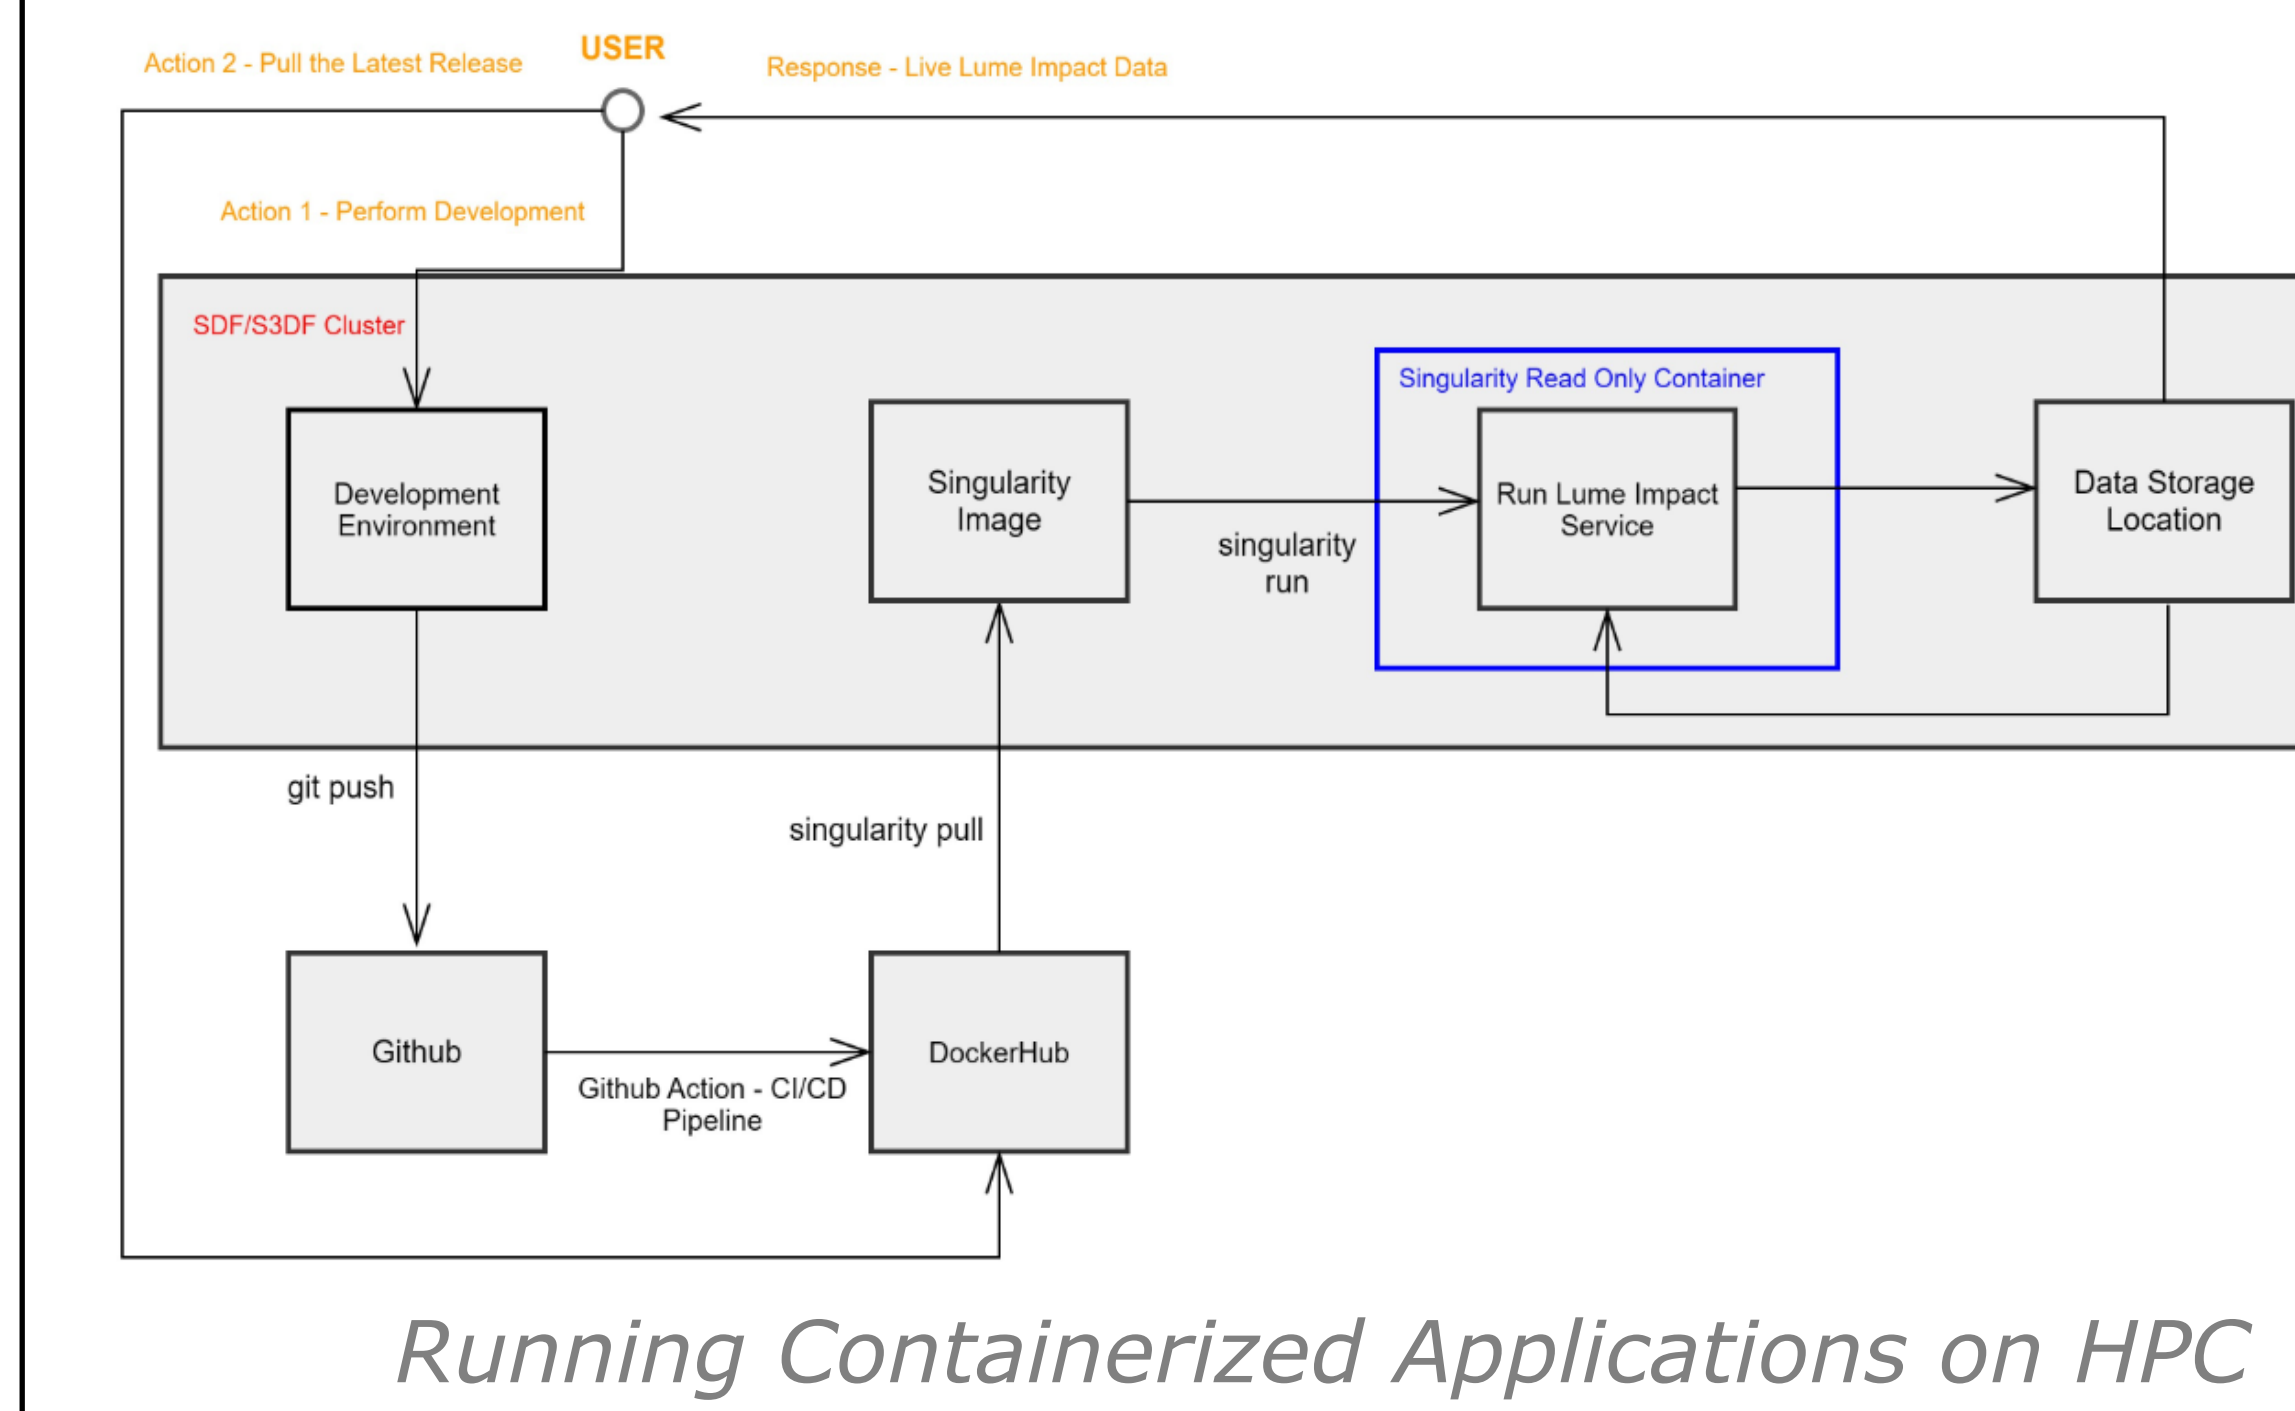 USER
Action 2 - Pull the Latest Release
Response - Live Lume Impact Data
Action 1 - Perform Development
SDF/S3DF Cluster
Singularity Read Only Container
Development
Environment
Singularity
Image
singularity
run
Run Lume Impact
Service
Data Storage
Location
git push
singularity pull
Github
Github Action - CI/CD
Pipeline
DockerHub
Running Containerized Applications on HPC